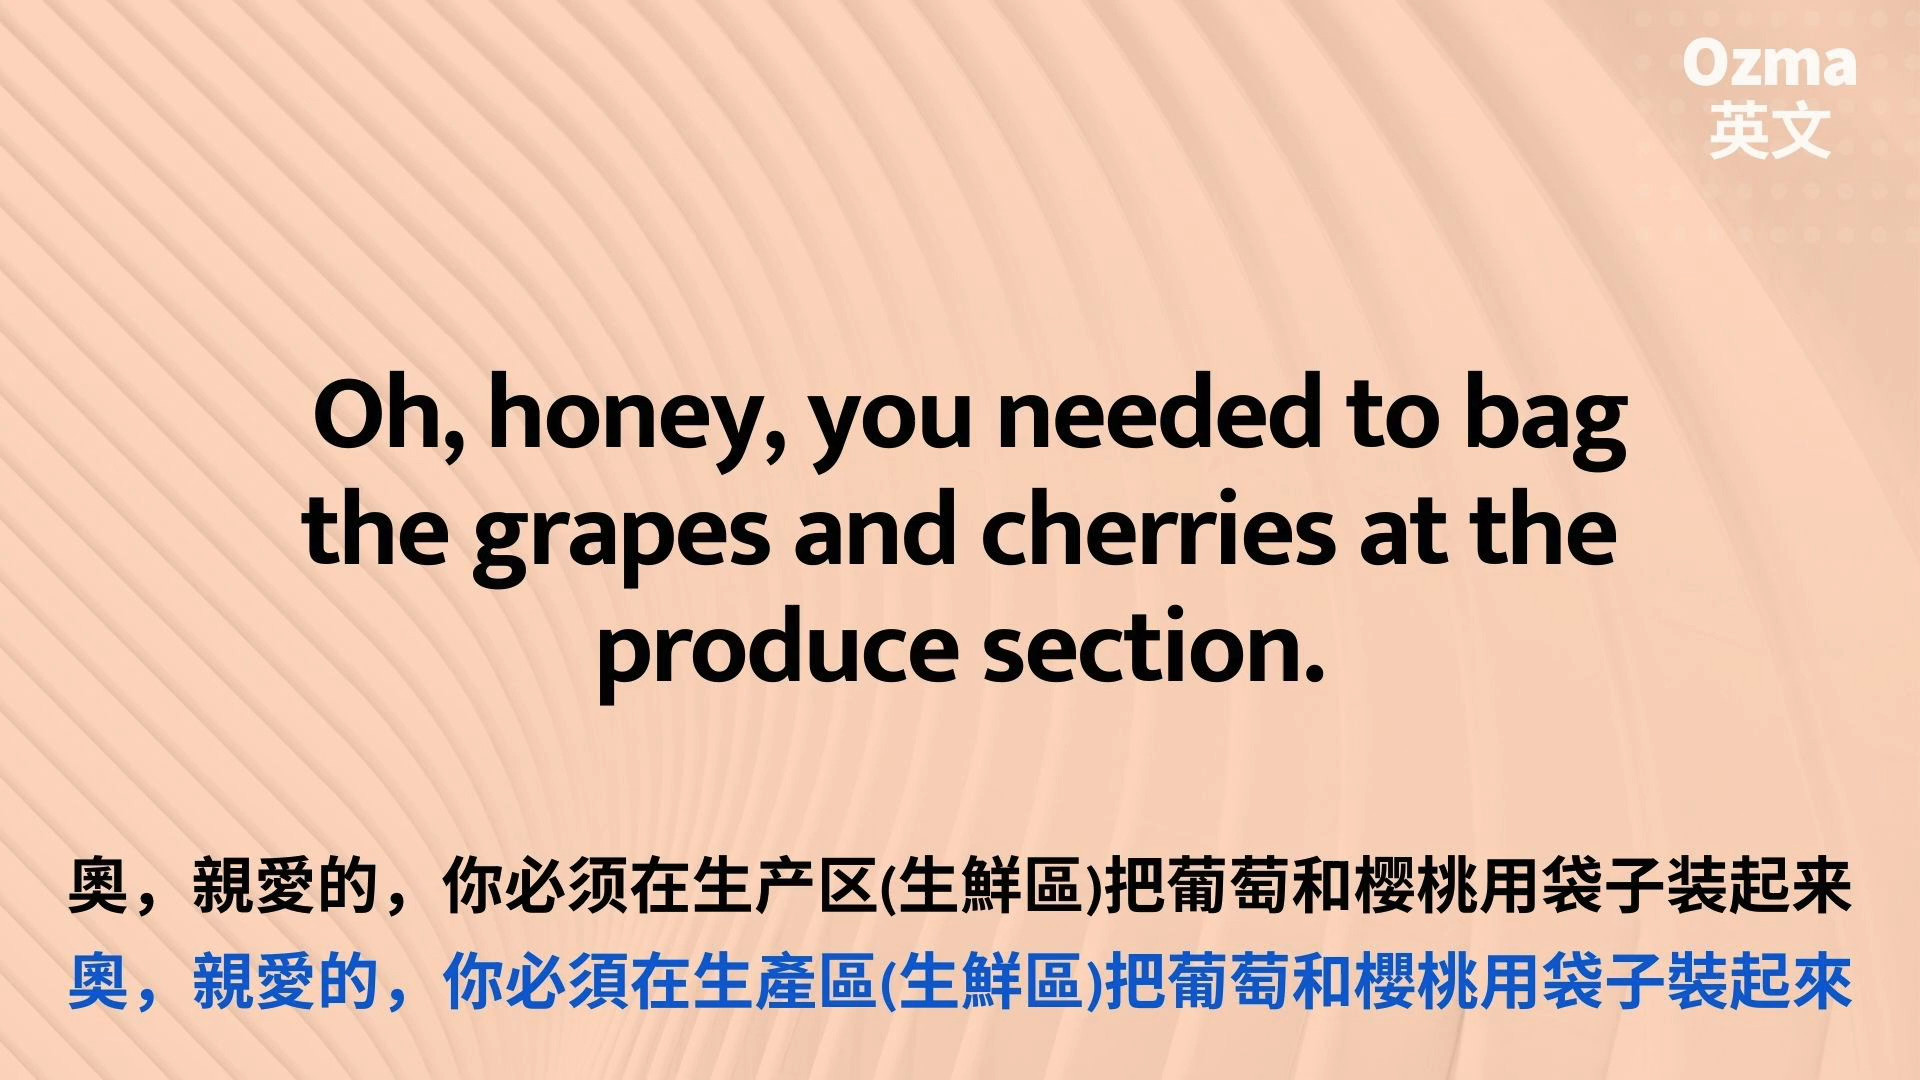 Ozma
英文
Oh, honey, you needed to bag
the grapes and cherries at the
produce section.
奧，親愛的，你必须在生产区(生鮮區)把葡萄和樱桃用袋子装起来
奧，親愛的，你必須在生產區(生鮮區)把葡萄和櫻桃用袋子裝起來